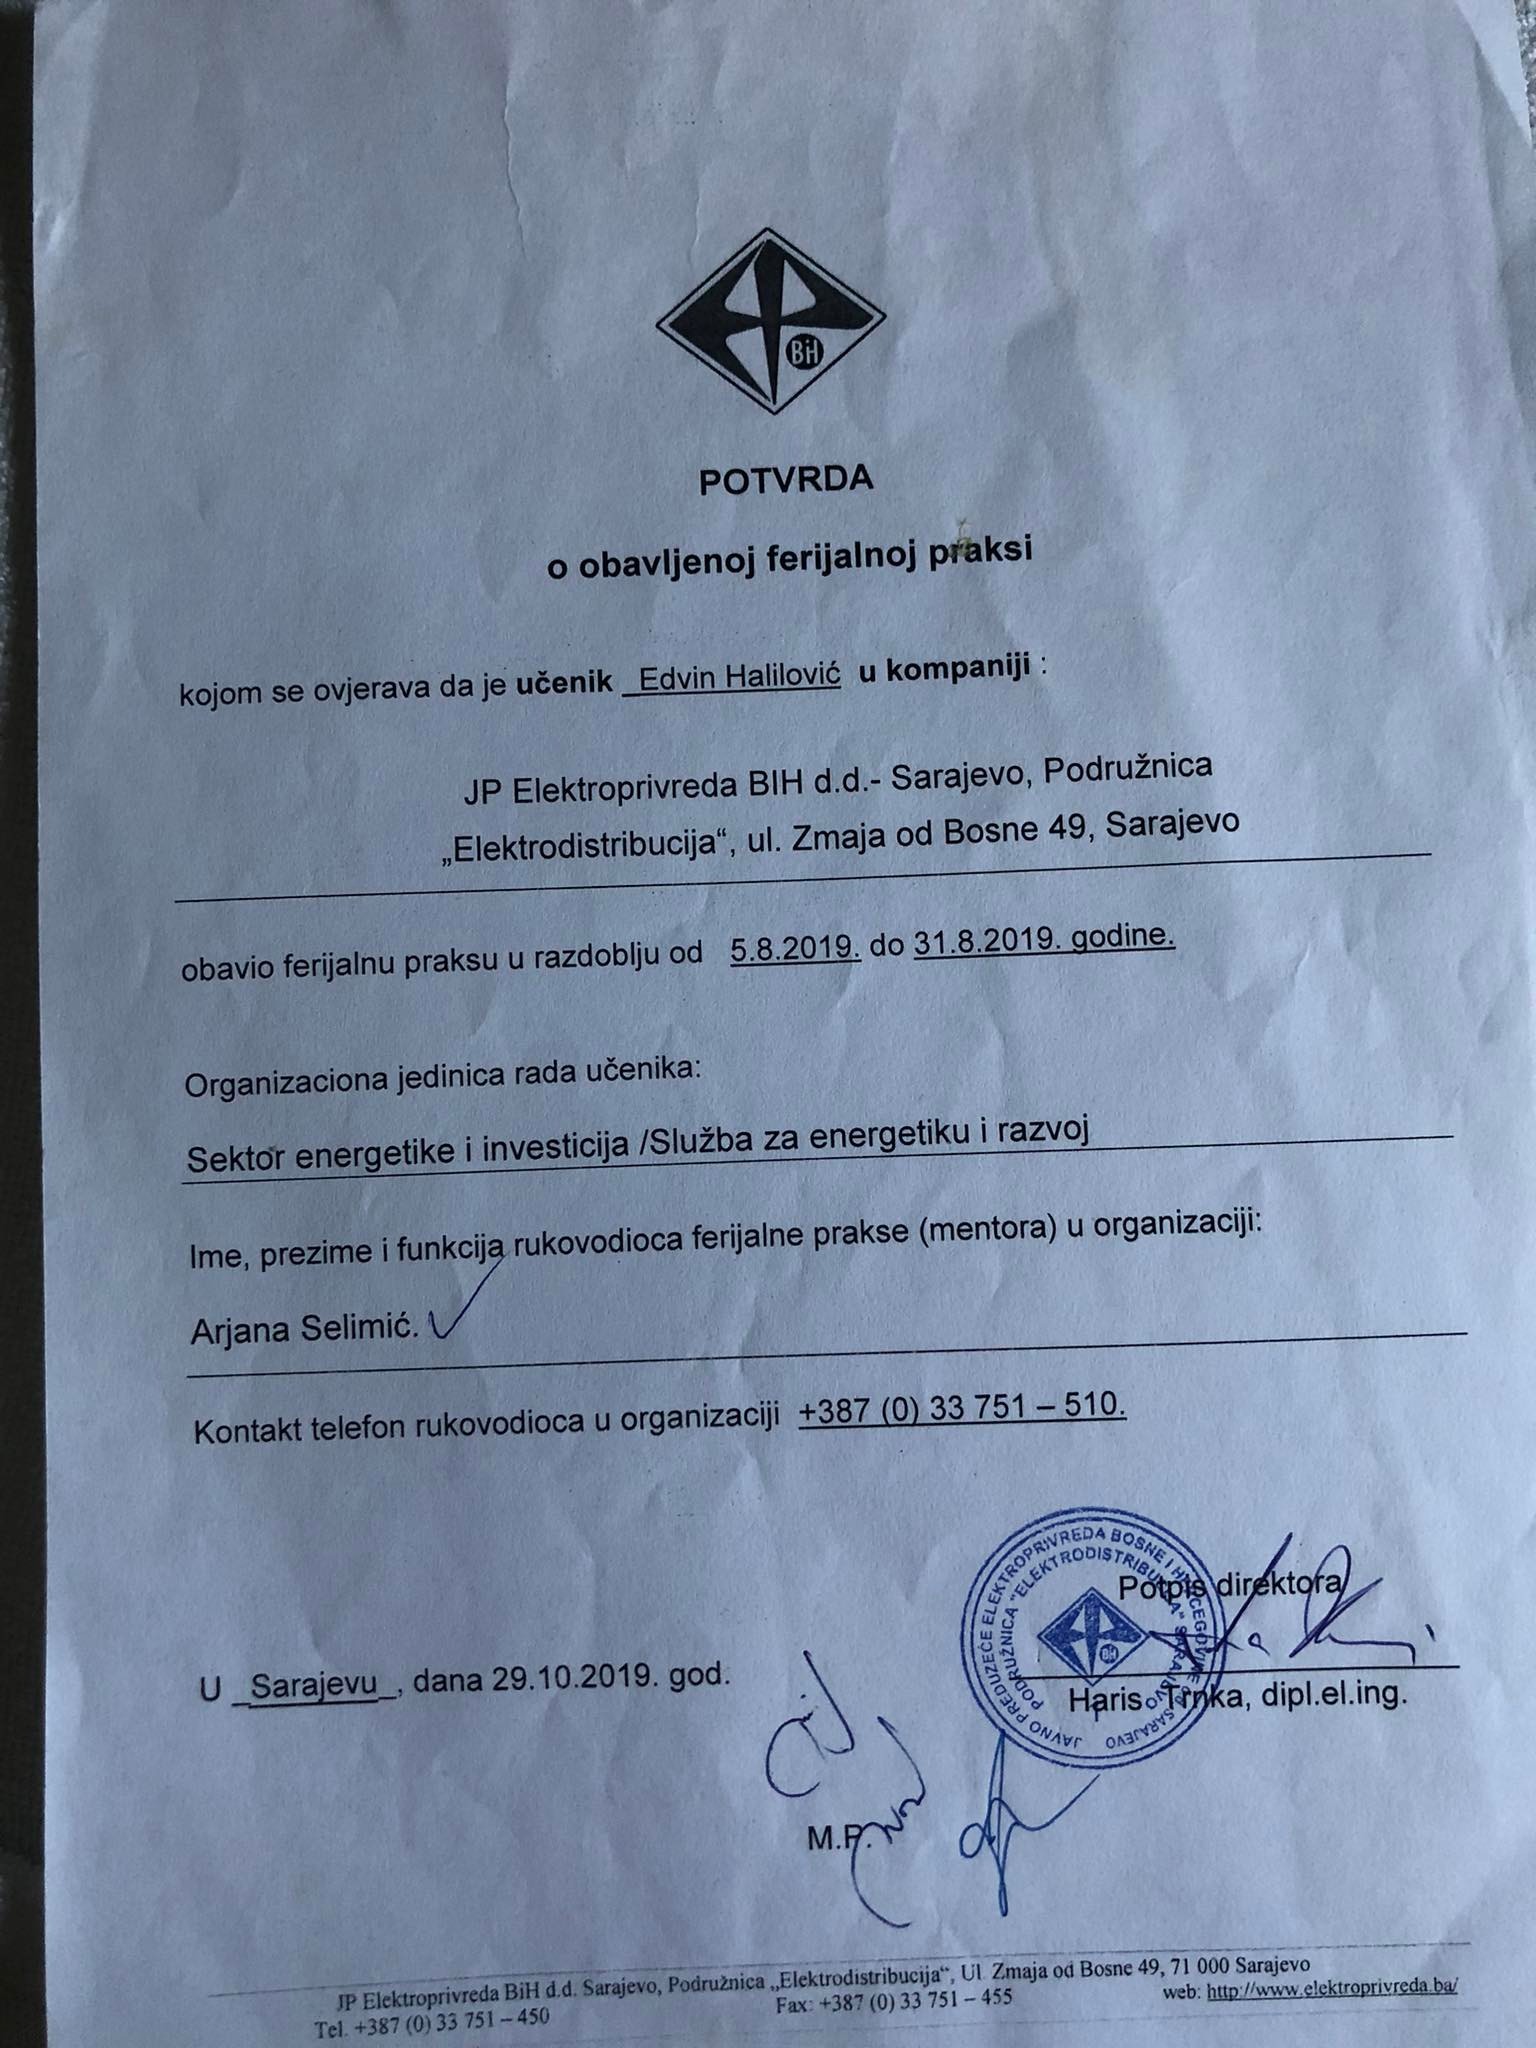 BiH
POTVRDA
o obavljenoj ferijalnoj praksi
kojom se ovjerava da je učenik _Edvin Halilović u kompaniji :
JP Elektroprivreda BIH d.d.- Sarajevo, Podružnica
„Elektrodistribucija“, ul. Zmaja od Bosne 49, Sarajevo
obavio ferijalnu praksu u razdoblju od 5.8.2019. do 31.8.2019. godine.
Organizaciona jedinica rada učenika:
Sektor energetike i investicija /Služba za energetiku i razvoj
Ime, prezime i funkcija rukovodioca ferijalne prakse (mentora) u organizaciji:
Arjana Selimić.
Kontakt telefon rukovodioca u organizaciji +387 (0) 33 751 – 510.
JAVNO PREDUZEĆE ELEKTROPRIVREDA BOSNE I HERCEGOVINE d.d. SARAJEVO
PODRUŽNICA "ELEKTRODISTRIBUCIJA" SARAJEVO
BiH
Potpis direktora
U _Sarajevu_, dana 29.10.2019. god.
Haris Trnka, dipl.el.ing.
M.P.
JP Elektroprivreda BiH d.d. Sarajevo, Podružnica „Elektrodistribucija“, Ul. Zmaja od Bosne 49, 71 000 Sarajevo
Tel. +387 (0) 33 751 – 450 Fax: +387 (0) 33 751 – 455 web: http://www.elektroprivreda.ba/